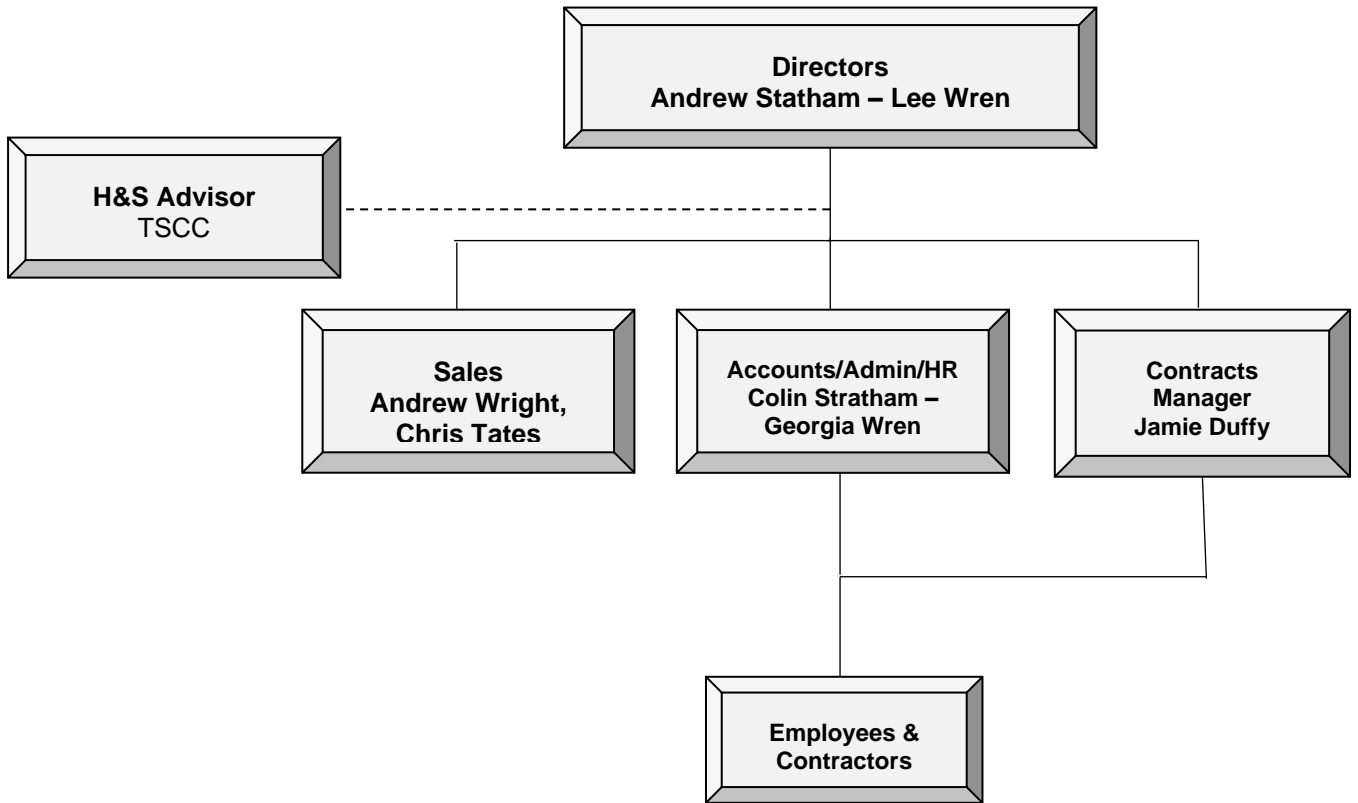 Directors
Andrew Statham – Lee Wren
H&S Advisor
TSCC
Sales
Andrew Wright,
Chris Tates
Accounts/Admin/HR
Colin Stratham –
Georgia Wren
Contracts
Manager
Jamie Duffy
Employees &
Contractors